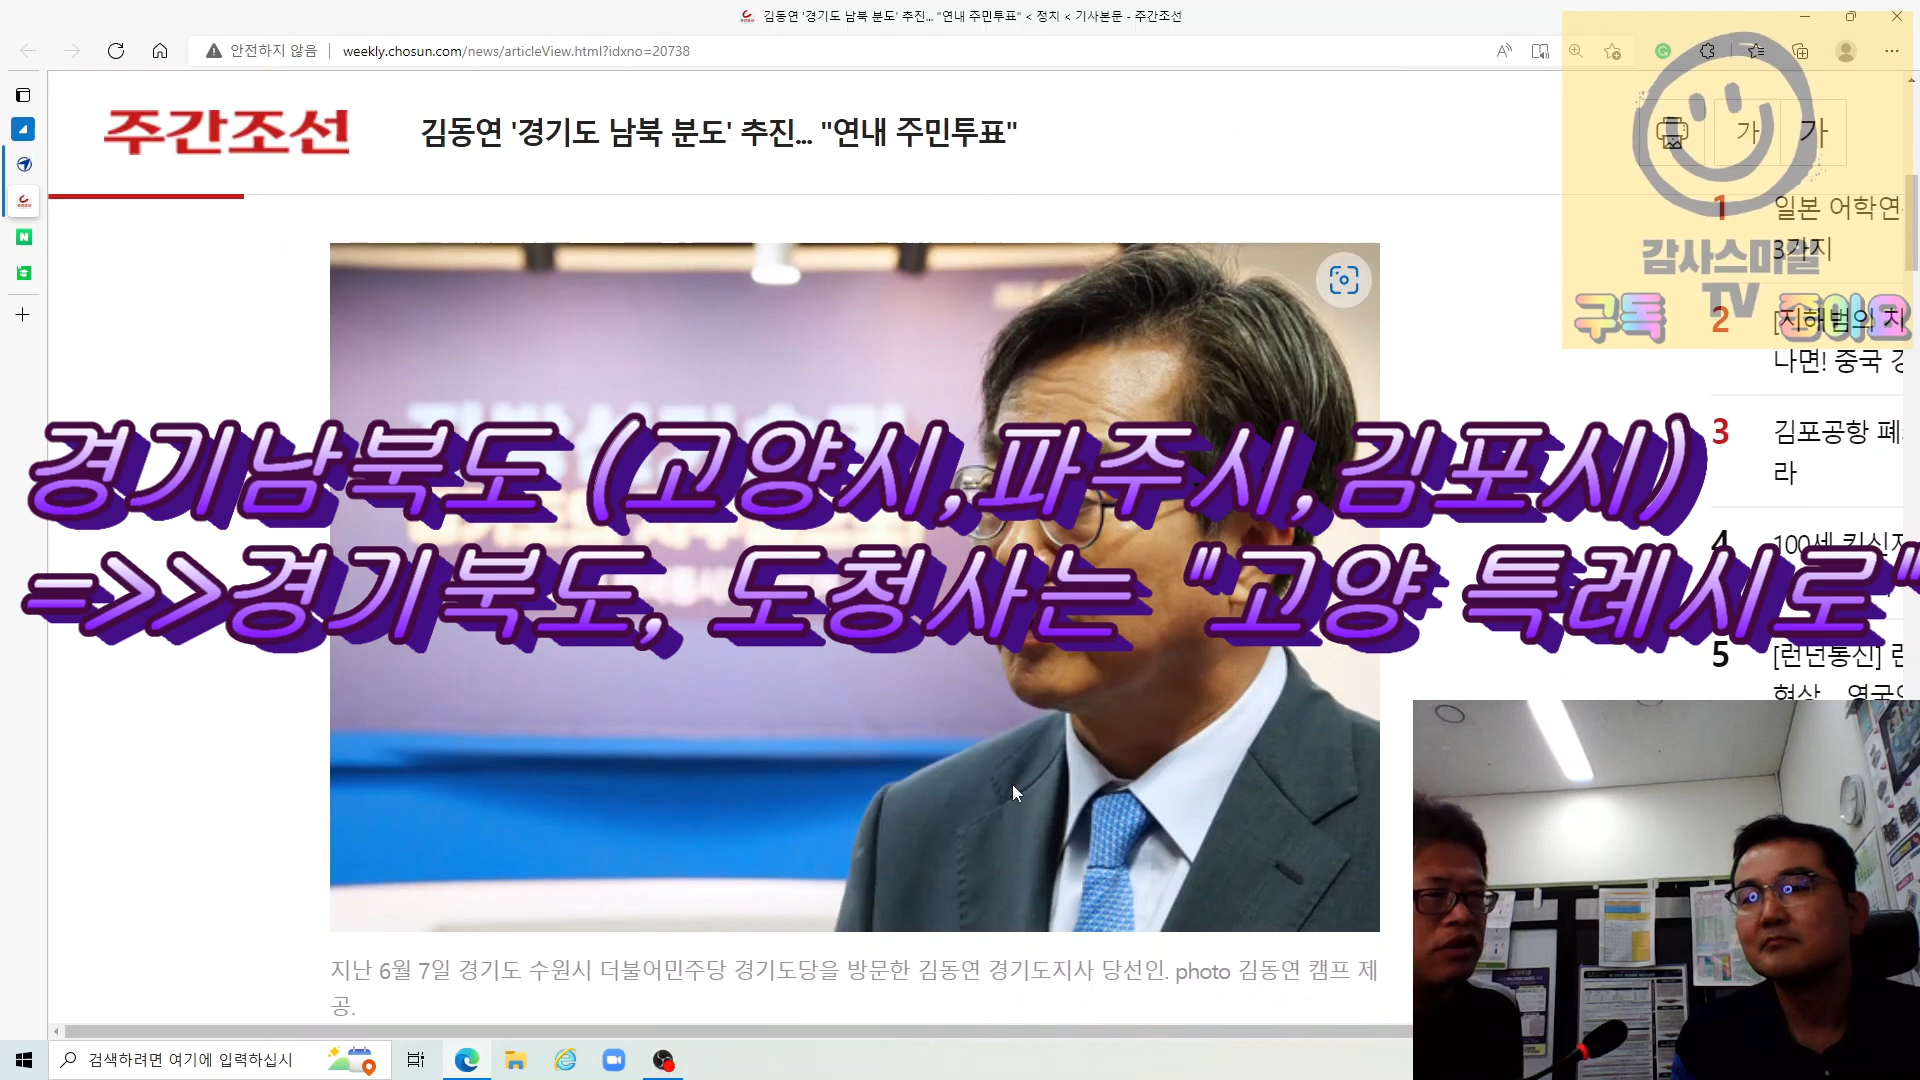 김동연 '경기도 남북 분도' 추진... "연내 주민투표" < 정치 < 기사본문 - 주간조선
안전하지 않음
weekly.chosun.com/news/articleView.html?idxno=20738
주간조선
김동연 '경기도 남북 분도' 추진... "연내 주민투표"
가 가
1 일본 어학연
3가지
감사스마일
TV
구독 좋아요
2 [지해범의 차
나면! 중국 경
3 김포공항 폐
라
경기남북도 (고양시,파주시,김포시)
=>>경기북도, 도청사는 "고양 특례시로"
4 100세
5 [런던통신] 런
현상 영국
지난 6월 7일 경기도 수원시 더불어민주당 경기도당을 방문한 김동연 경기도지사 당선인. photo 김동연 캠프 제
공.
검색하려면 여기에 입력하십시